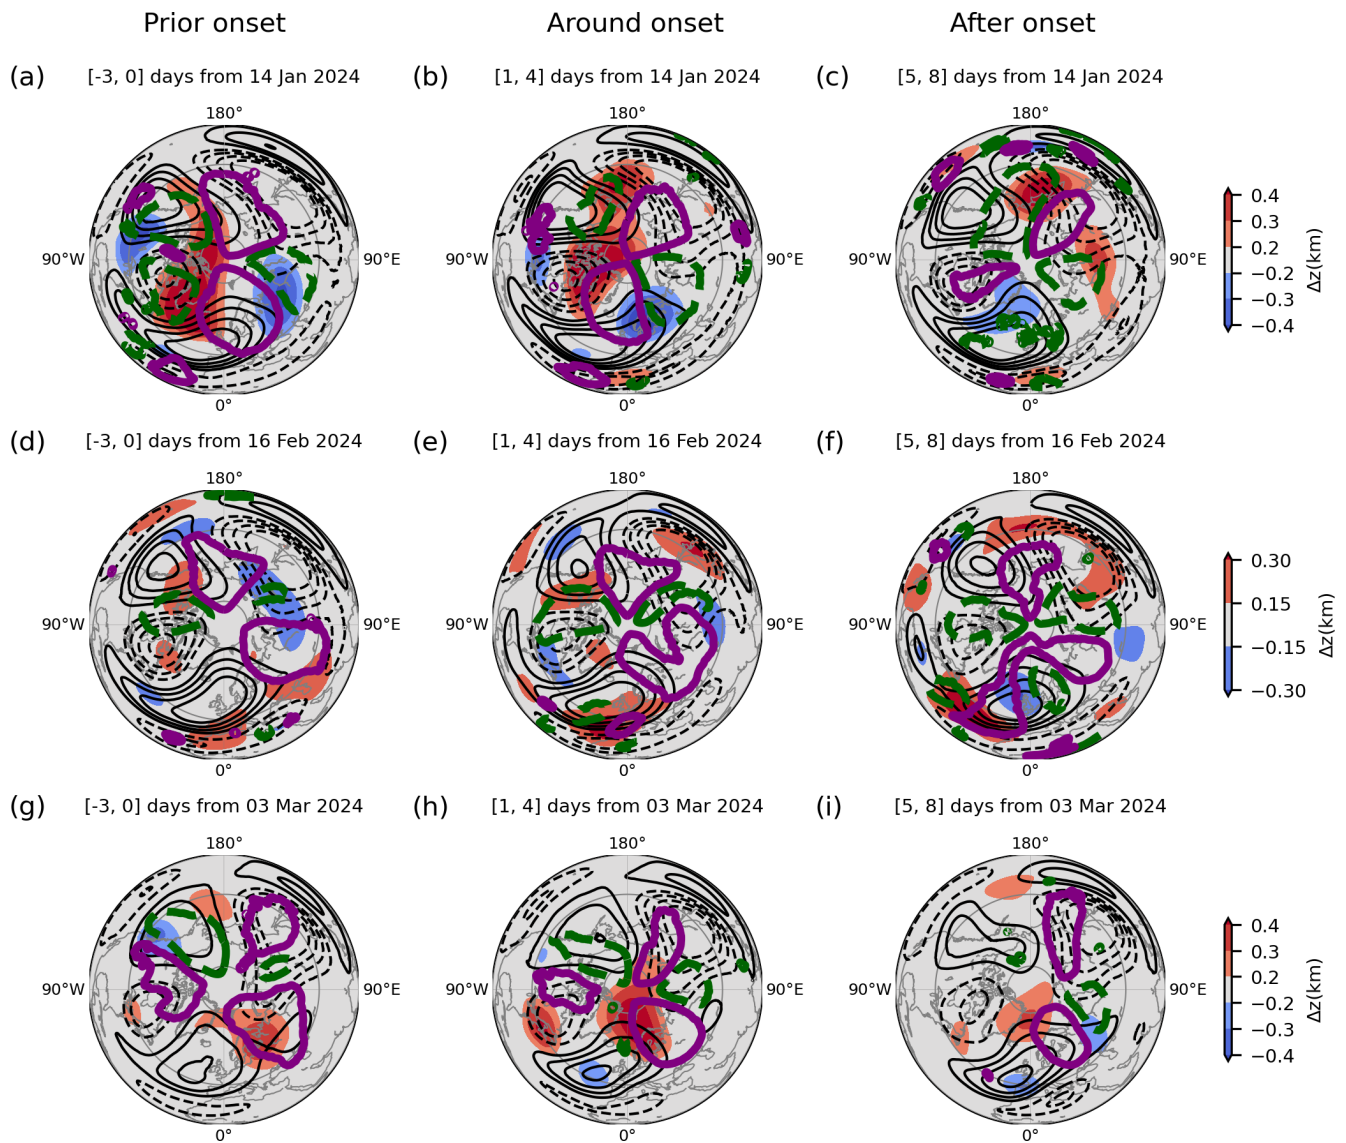 Prior onset
Around onset
After onset
(a) [-3, 0] days from 14 Jan 2024
(b) [1, 4] days from 14 Jan 2024
(c) [5, 8] days from 14 Jan 2024
180° 180° 180°
90°W 90°E 90°W 90°E 90°W 90°E
0° 0° 0°
0.4
0.3
0.2
−0.2
−0.3
−0.4
Δz(km)
(d) [-3, 0] days from 16 Feb 2024
(e) [1, 4] days from 16 Feb 2024
(f) [5, 8] days from 16 Feb 2024
180° 180° 180°
90°W 90°E 90°W 90°E 90°W 90°E
0° 0° 0°
0.30
0.15
−0.15
−0.30
Δz(km)
(g) [-3, 0] days from 03 Mar 2024
(h) [1, 4] days from 03 Mar 2024
(i) [5, 8] days from 03 Mar 2024
180° 180° 180°
90°W 90°E 90°W 90°E 90°W 90°E
0° 0° 0°
0.4
0.3
0.2
−0.2
−0.3
−0.4
Δz(km)